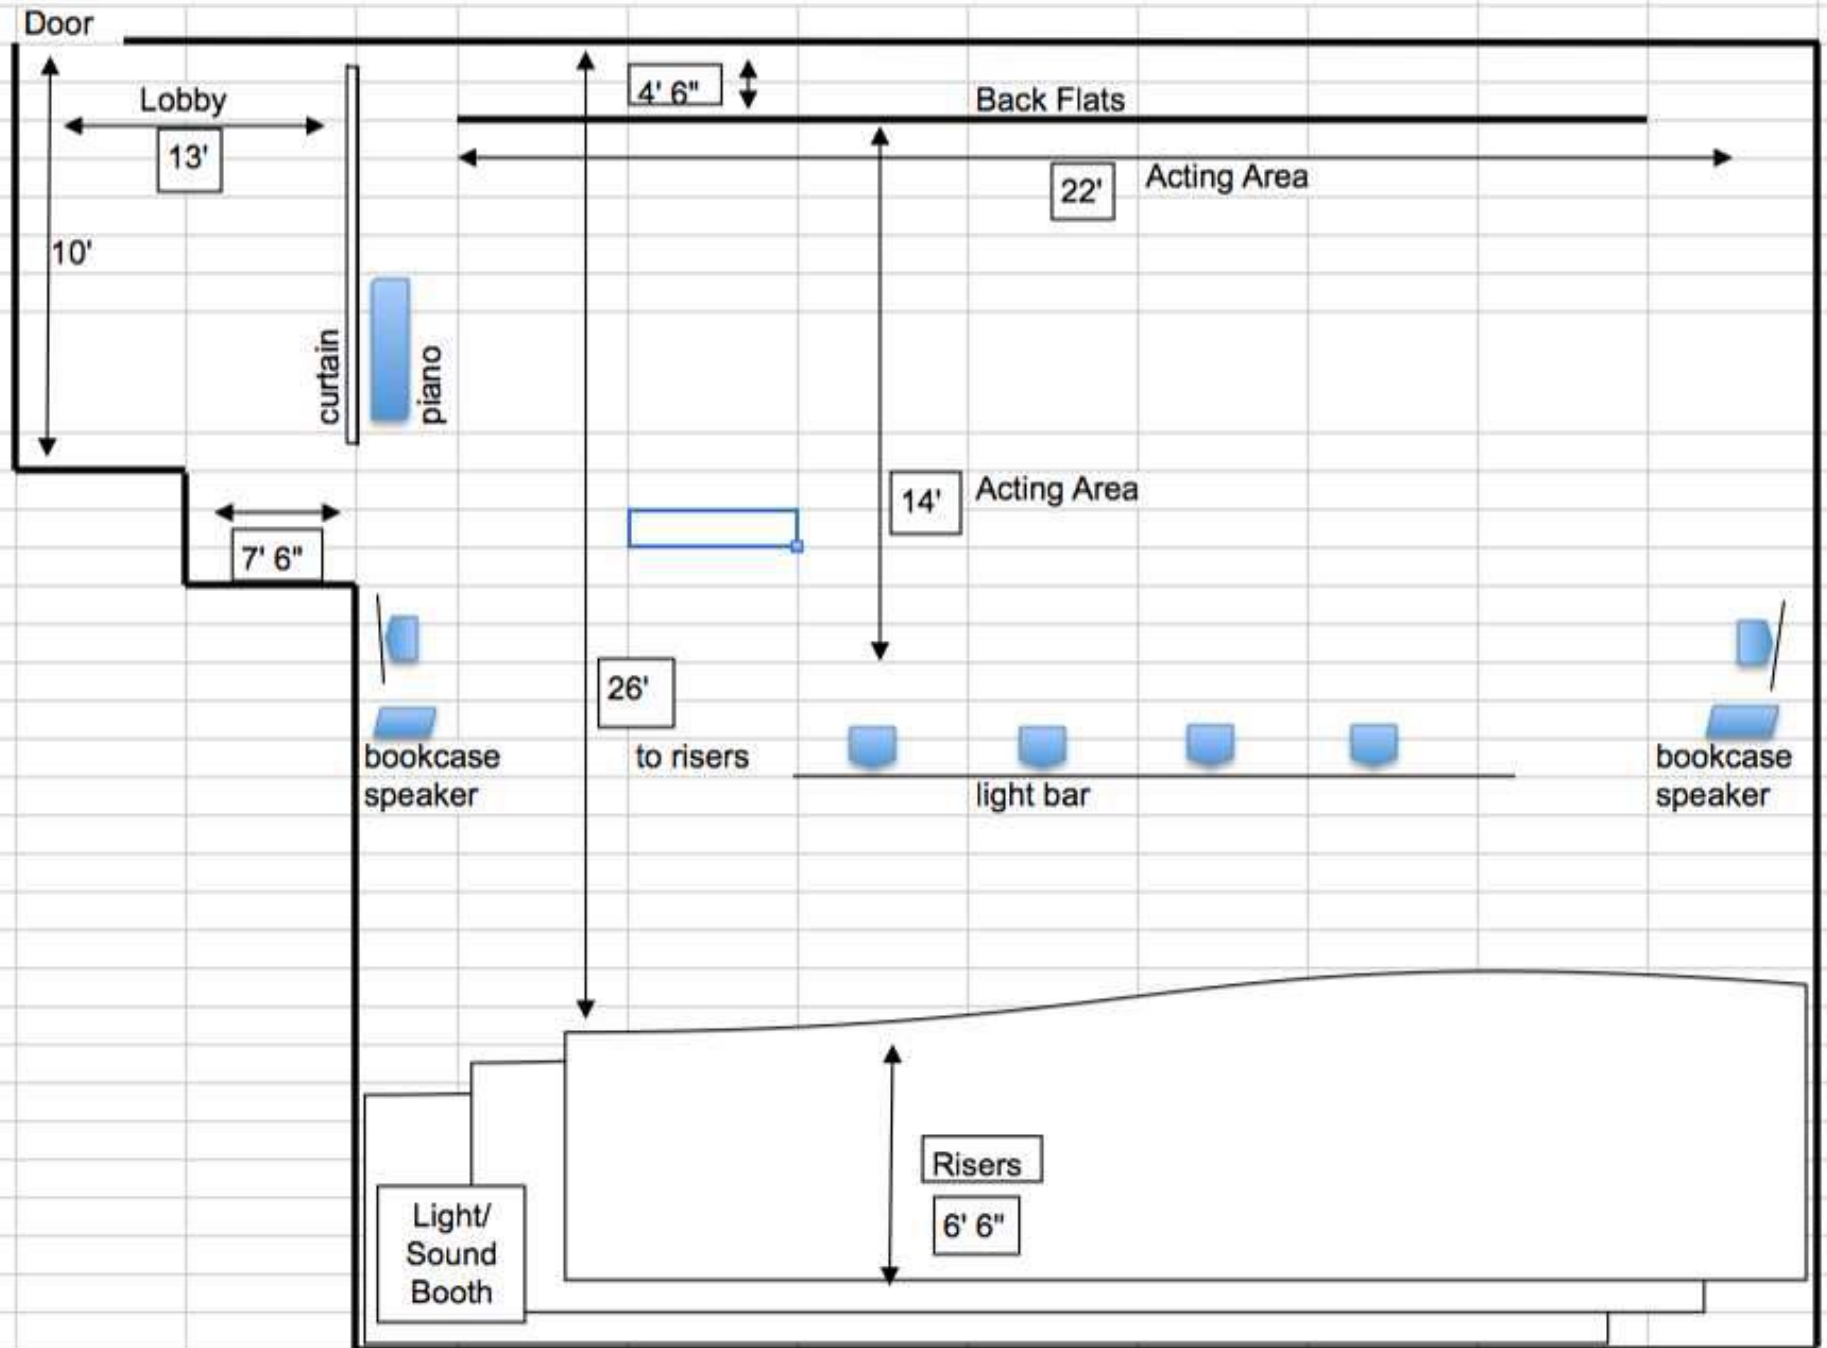 Door
4' 6"
Lobby
Back Flats
13'
Acting Area
22'
10'
curtain
piano
14'
Acting Area
7' 6"
26'
to risers
bookcase
speaker
light bar
bookcase
speaker
Risers
6' 6"
Light/
Sound
Booth